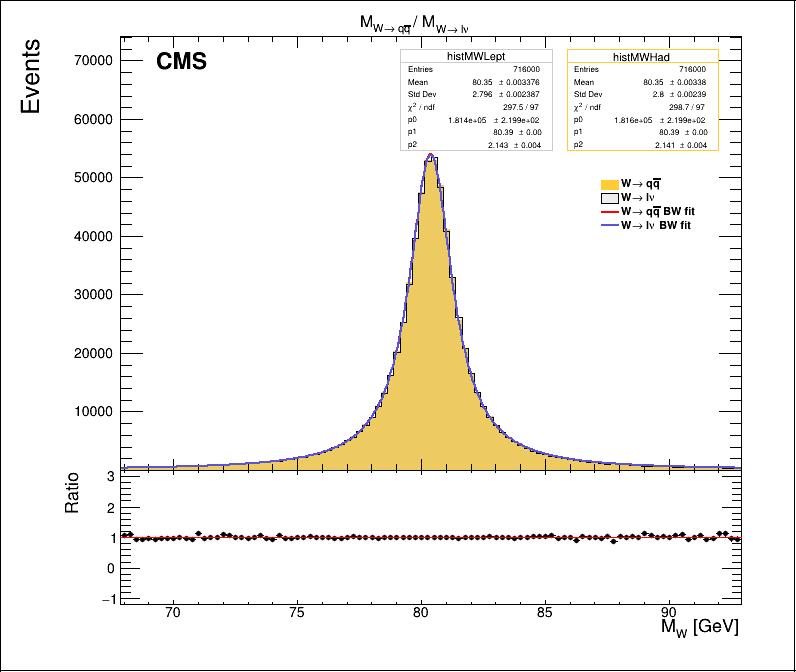 M_W→qq̅ / M_W→lν
Events
CMS
70000
60000
50000
40000
30000
20000
10000
histMWLept
Entries 716000
Mean 80.35 ± 0.003376
Std Dev 2.796 ± 0.002387
χ² / ndf 297.5 / 97
p0 1.814e+05 ± 2.199e+02
p1 80.39 ± 0.00
p2 2.143 ± 0.004
histMWHad
Entries 716000
Mean 80.35 ± 0.00338
Std Dev 2.8 ± 0.00239
χ² / ndf 298.7 / 97
p0 1.816e+05 ± 2.199e+02
p1 80.39 ± 0.00
p2 2.141 ± 0.004
W→ qq̅
W→ lν
W→ qq̅ BW fit
W→ lν BW fit
Ratio
3
2
1
0
−1
70 75 80 85 90
M_W [GeV]